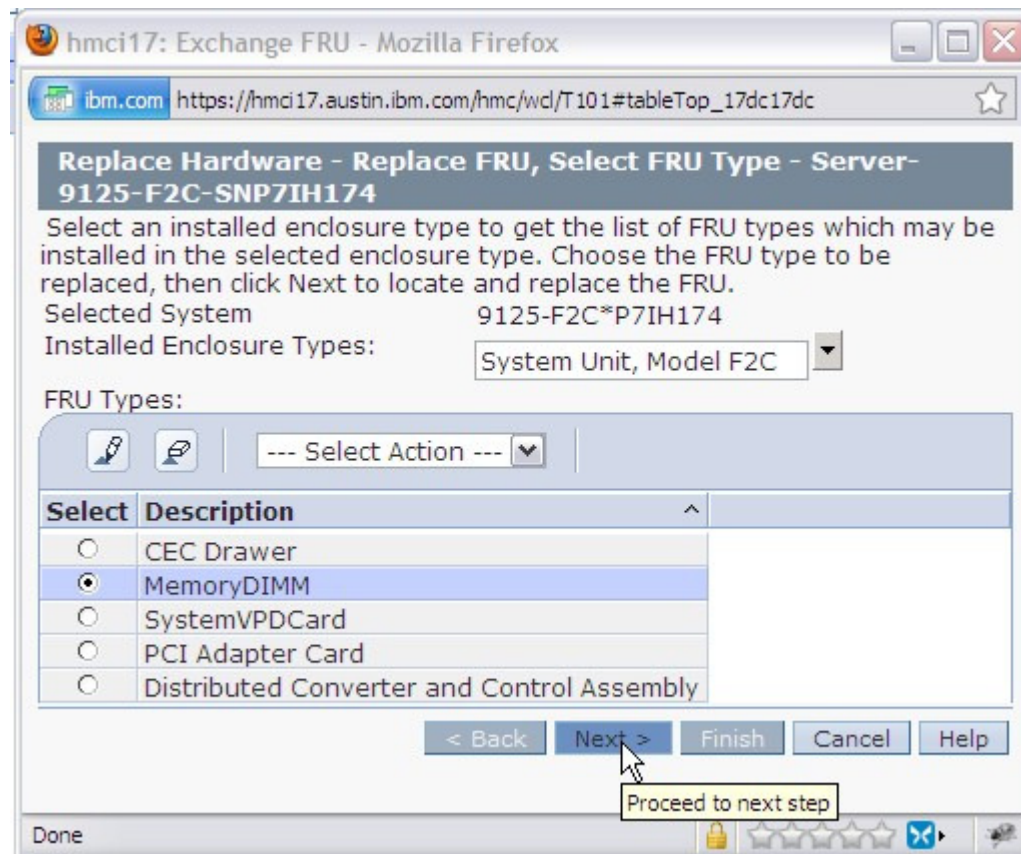 hmci17: Exchange FRU - Mozilla Firefox
ibm.com https://hmci17.austin.ibm.com/hmc/wcl/T101#tableTop_17dc17dc
Replace Hardware - Replace FRU, Select FRU Type - Server-
9125-F2C-SNP7IH174
Select an installed enclosure type to get the list of FRU types which may be
installed in the selected enclosure type. Choose the FRU type to be
replaced, then click Next to locate and replace the FRU.
Selected System 9125-F2C*P7IH174
Installed Enclosure Types: System Unit, Model F2C
FRU Types:
--- Select Action ---
Select Description
CEC Drawer
MemoryDIMM
SystemVPDCard
PCI Adapter Card
Distributed Converter and Control Assembly
< Back Next > Finish Cancel Help
Proceed to next step
Done